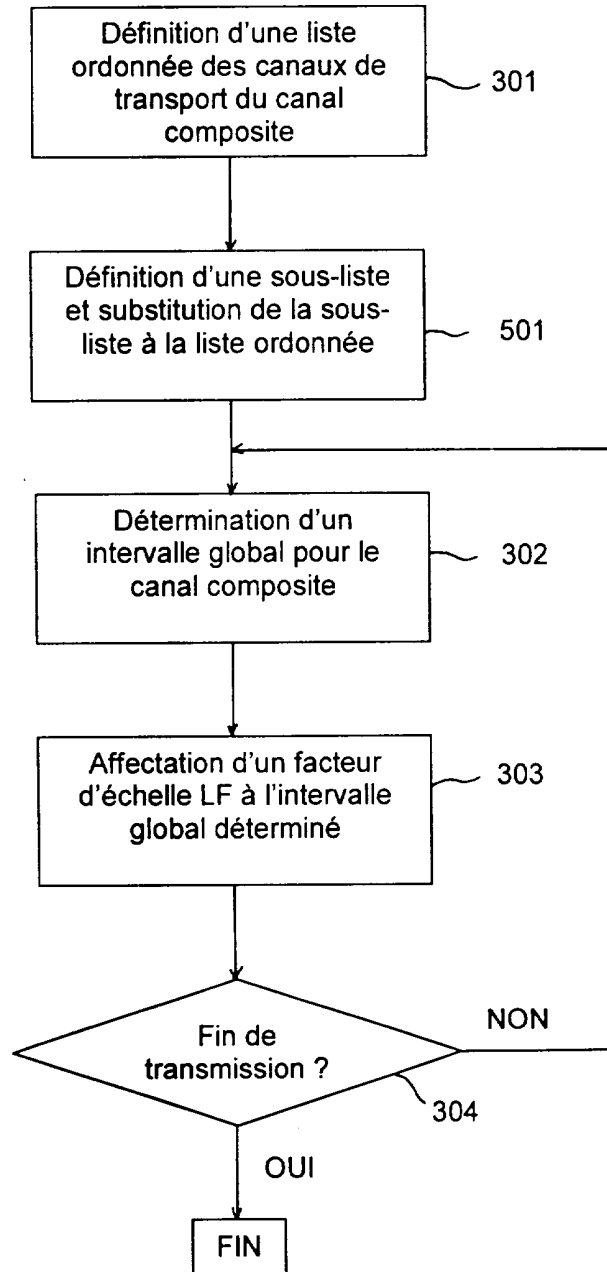 Définition d'une liste
ordonnée des canaux de
transport du canal
composite
301
Définition d'une sous-liste
et substitution de la sous-
liste à la liste ordonnée
501
Détermination d'un
intervalle global pour le
canal composite
302
Affectation d'un facteur
d'échelle LF à l'intervalle
global déterminé
303
Fin de
transmission ?
NON
304
OUI
FIN